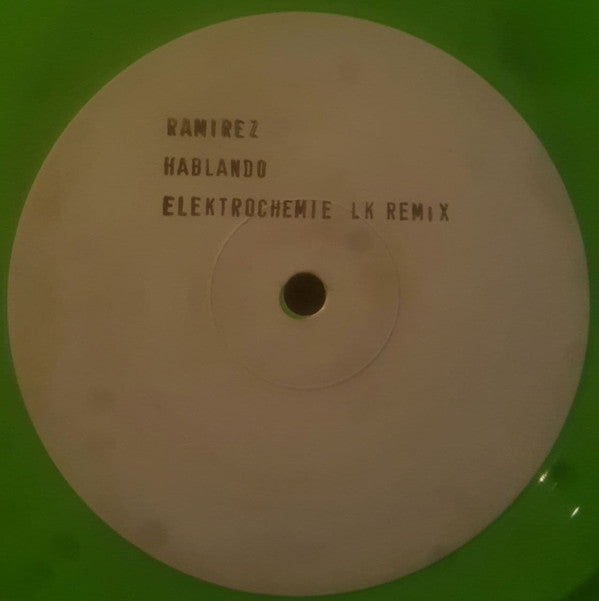 RAMIREZ
HABLANDO
ELEKTROCHEMIE LK REMiX